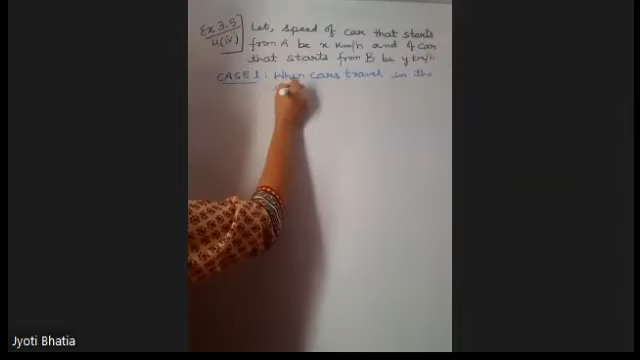 Ex 3.5 Let, Speed of car that starts
4(iv) from A be x Km/h and of car
that starts from B be y Km/h
CASE 1: When cars travel in the
Jyoti Bhatia